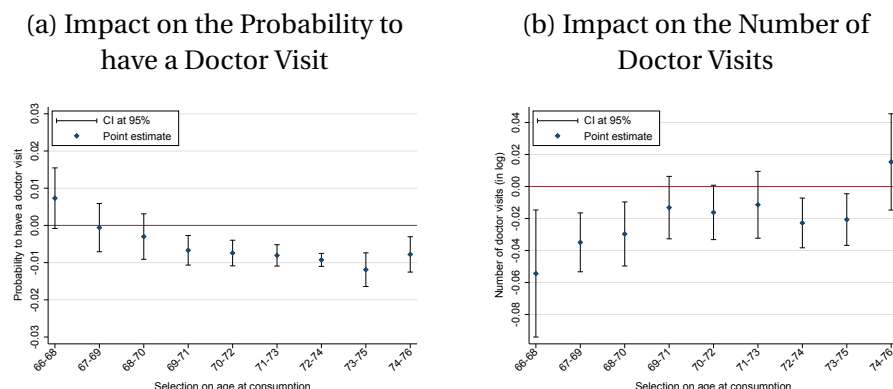 (a) Impact on the Probability to
have a Doctor Visit
CI at 95%
Point estimate
Probability to have a doctor visit
0.03
0.02
0.01
0.00
-0.01
-0.02
-0.03
66-68
67-69
68-70
69-71
70-72
71-73
72-74
73-75
74-76
Selection on age at consumption
(b) Impact on the Number of
Doctor Visits
CI at 95%
Point estimate
Number of doctor visits (in log)
0.04
0.02
0.00
-0.02
-0.04
-0.06
-0.08
66-68
67-69
68-70
69-71
70-72
71-73
72-74
73-75
74-76
Selection on age at consumption